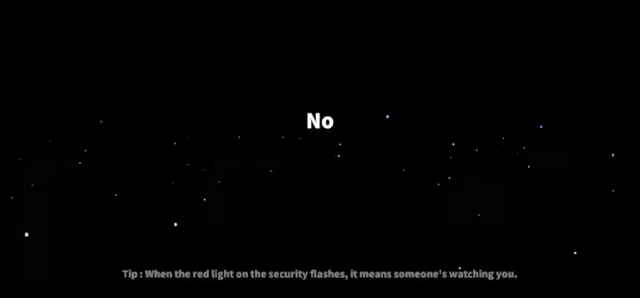 No
Tip : When the red light on the security flashes, it means someone's watching you.